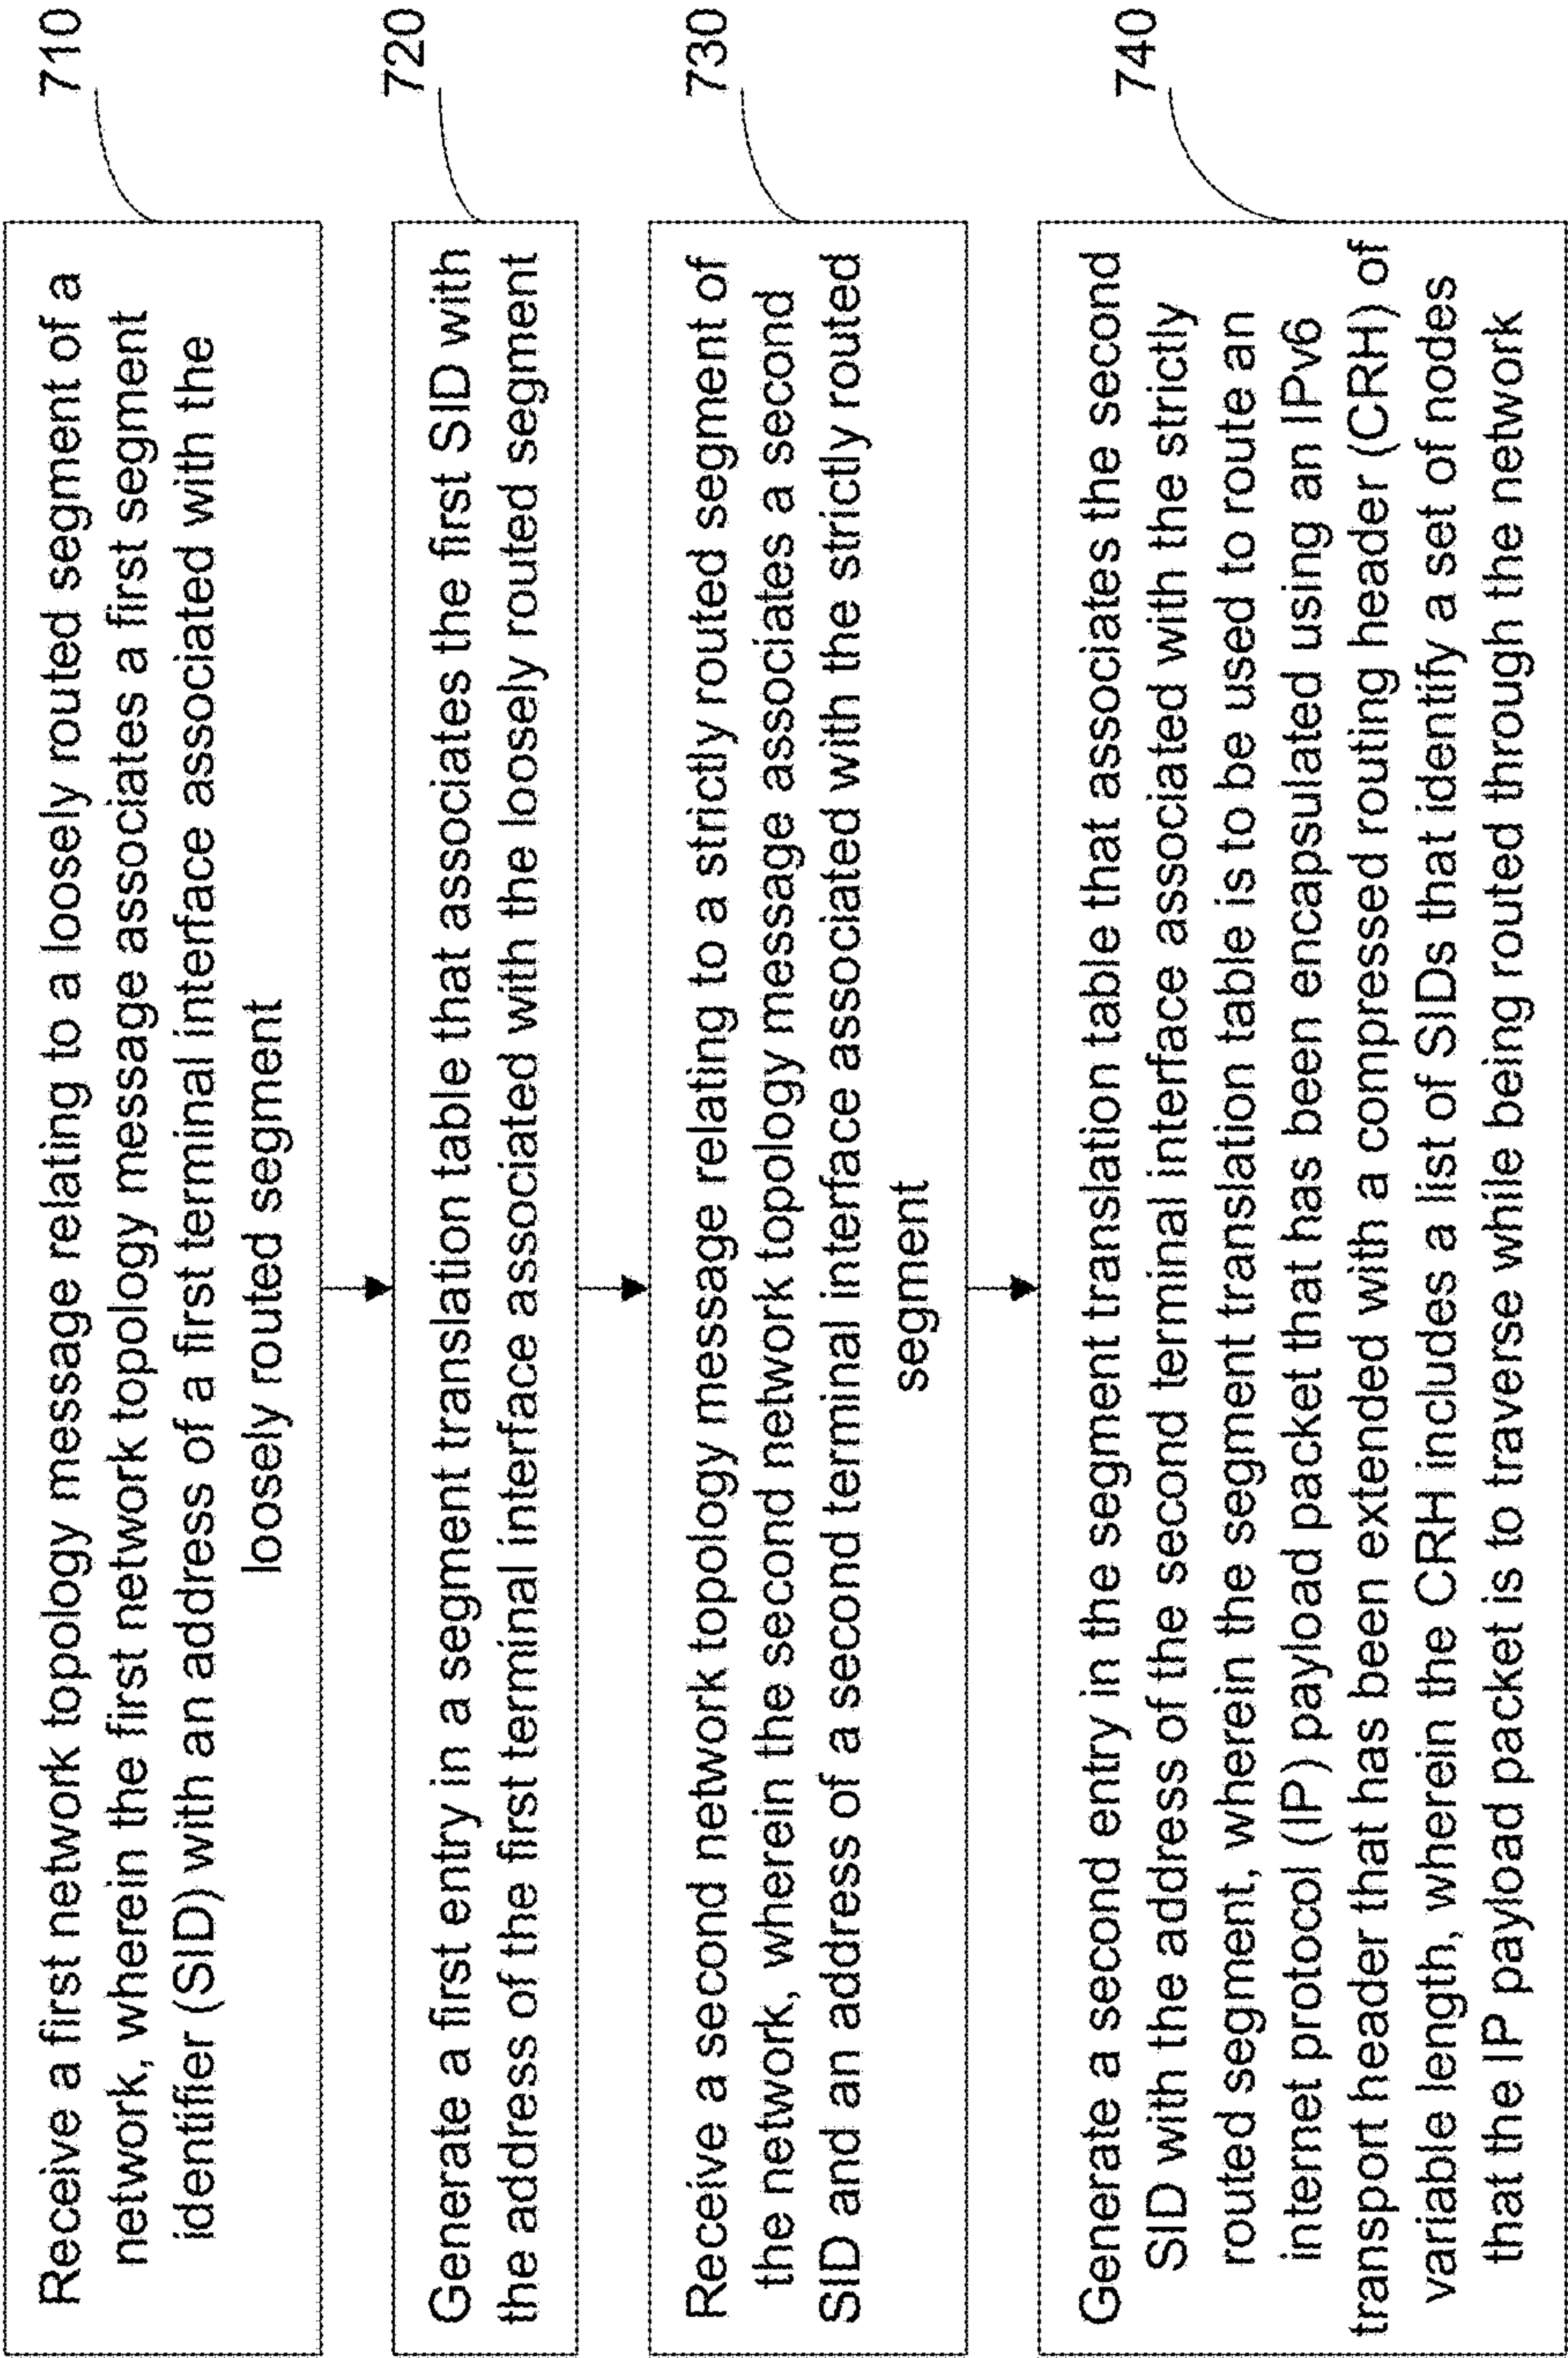 Receive a first network topology message relating to a loosely routed segment of a
network, wherein the first network topology message associates a first segment
identifier (SID) with an address of a first terminal interface associated with the
loosely routed segment
710
Generate a first entry in a segment translation table that associates the first SID with
the address of the first terminal interface associated with the loosely routed segment
720
Receive a second network topology message relating to a strictly routed segment of
the network, wherein the second network topology message associates a second
SID and an address of a second terminal interface associated with the strictly routed
segment
730
Generate a second entry in the segment translation table that associates the second
SID with the address of the second terminal interface associated with the strictly
routed segment, wherein the segment translation table is to be used to route an
internet protocol (IP) payload packet that has been encapsulated using an IPv6
transport header that has been extended with a compressed routing header (CRH) of
variable length, wherein the CRH includes a list of SIDs that identify a set of nodes
that the IP payload packet is to traverse while being routed through the network
740